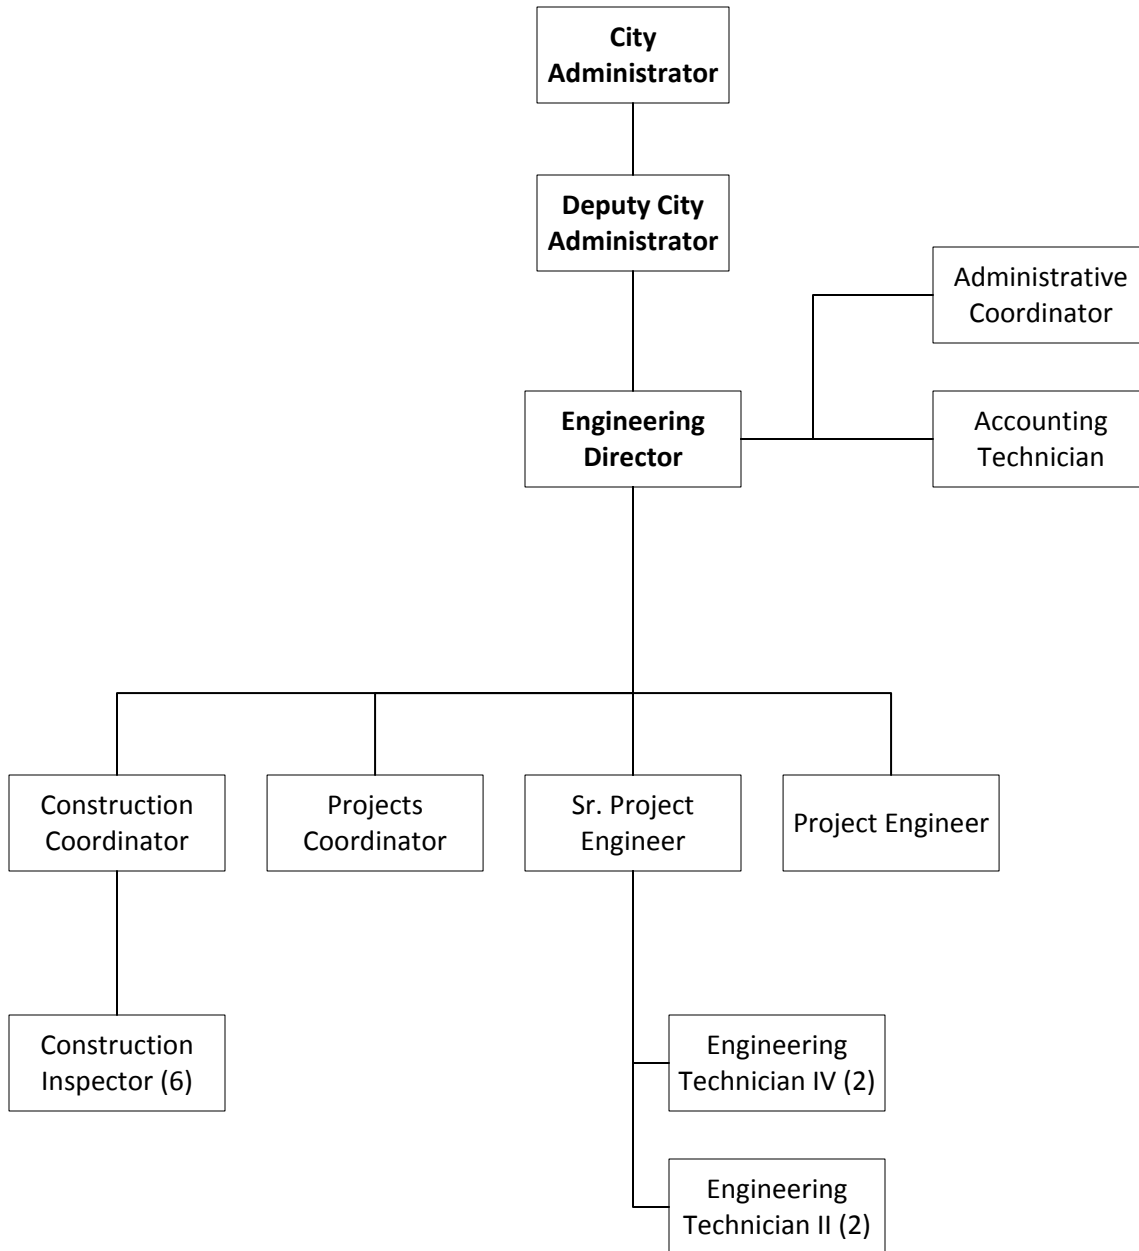 City
Administrator
Deputy City
Administrator
Administrative
Coordinator
Engineering
Director
Accounting
Technician
Construction
Coordinator
Projects
Coordinator
Sr. Project
Engineer
Project Engineer
Construction
Inspector (6)
Engineering
Technician IV (2)
Engineering
Technician II (2)